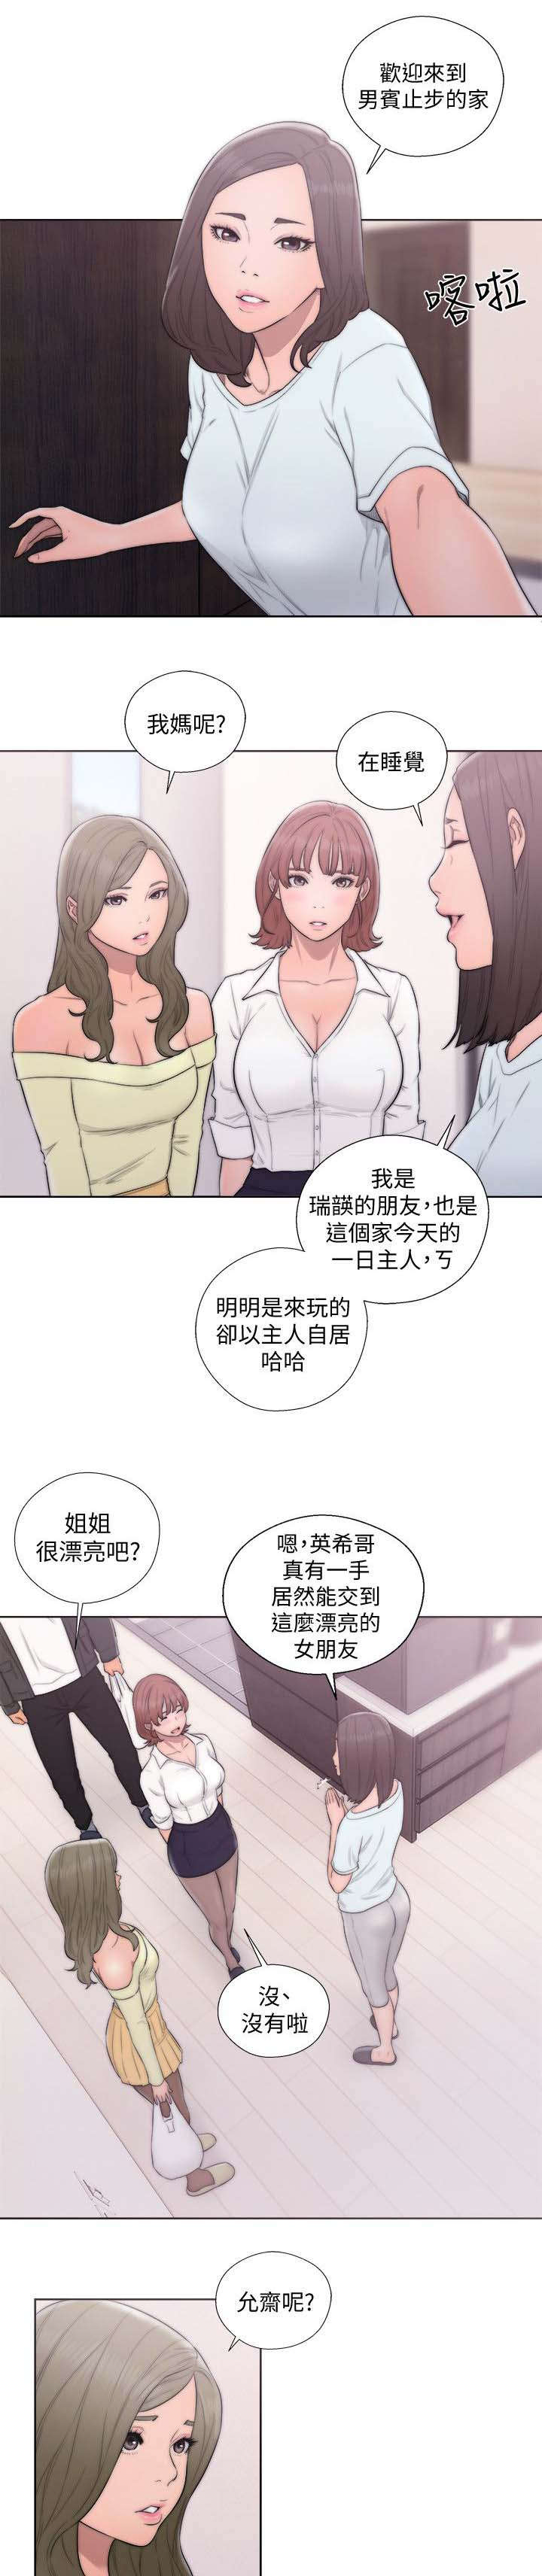 歡迎來到
男賓止步的家
喀啦
我媽呢?
在睡覺
我是
瑞韺的朋友,也是
這個家今天的
一日主人,ㄎ
明明是來玩的
卻以主人自居
哈哈
姐姐
很漂亮吧?
嗯,英希哥
真有一手
居然能交到
這麼漂亮的
女朋友
沒、
沒有啦
允齋呢?